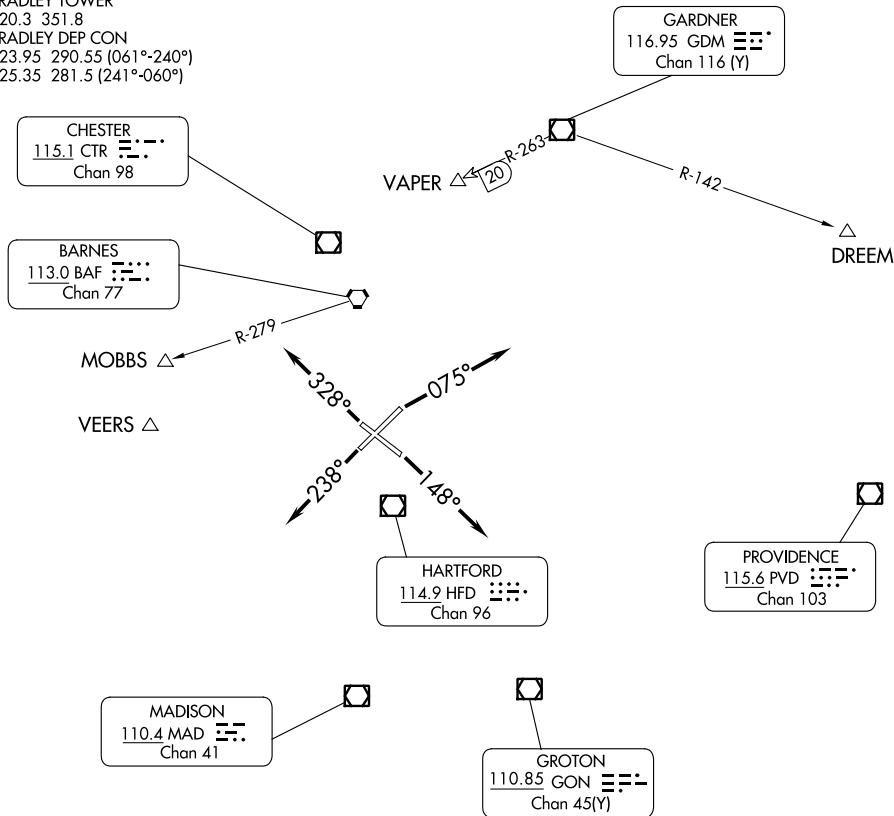 RADLEY TOWER
20.3 351.8
RADLEY DEP CON
23.95 290.55 (061°-240°)
25.35 281.5 (241°-060°)
GARDNER
116.95 GDM
Chan 116 (Y)
CHESTER
115.1 CTR
Chan 98
R-263
20
VAPER
R-142
DREEM
BARNES
113.0 BAF
Chan 77
R-279
MOBBS
VEERS
328°
075°
238°
148°
HARTFORD
114.9 HFD
Chan 96
PROVIDENCE
115.6 PVD
Chan 103
MADISON
110.4 MAD
Chan 41
GROTON
110.85 GON
Chan 45(Y)